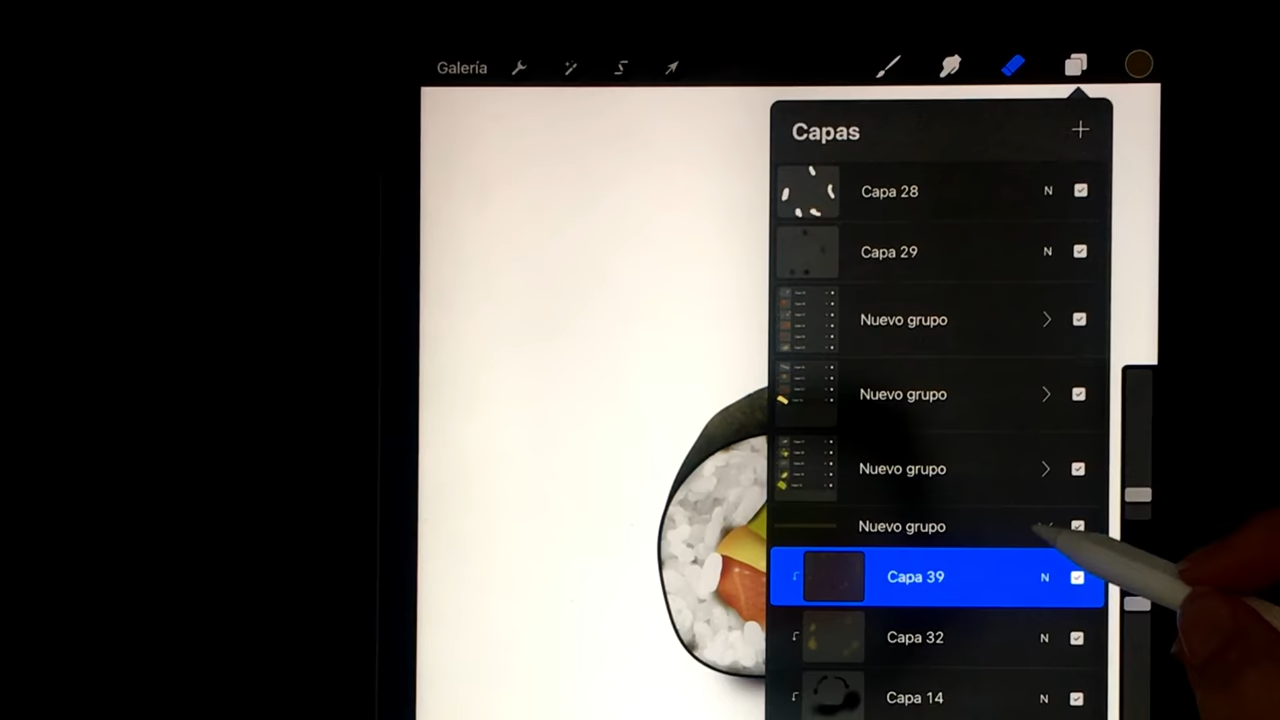 Galería
Capas
Capa 28 N
Capa 29 N
Nuevo grupo
Nuevo grupo
Nuevo grupo
Nuevo grupo
Capa 39 N
Capa 32 N
Capa 14 N